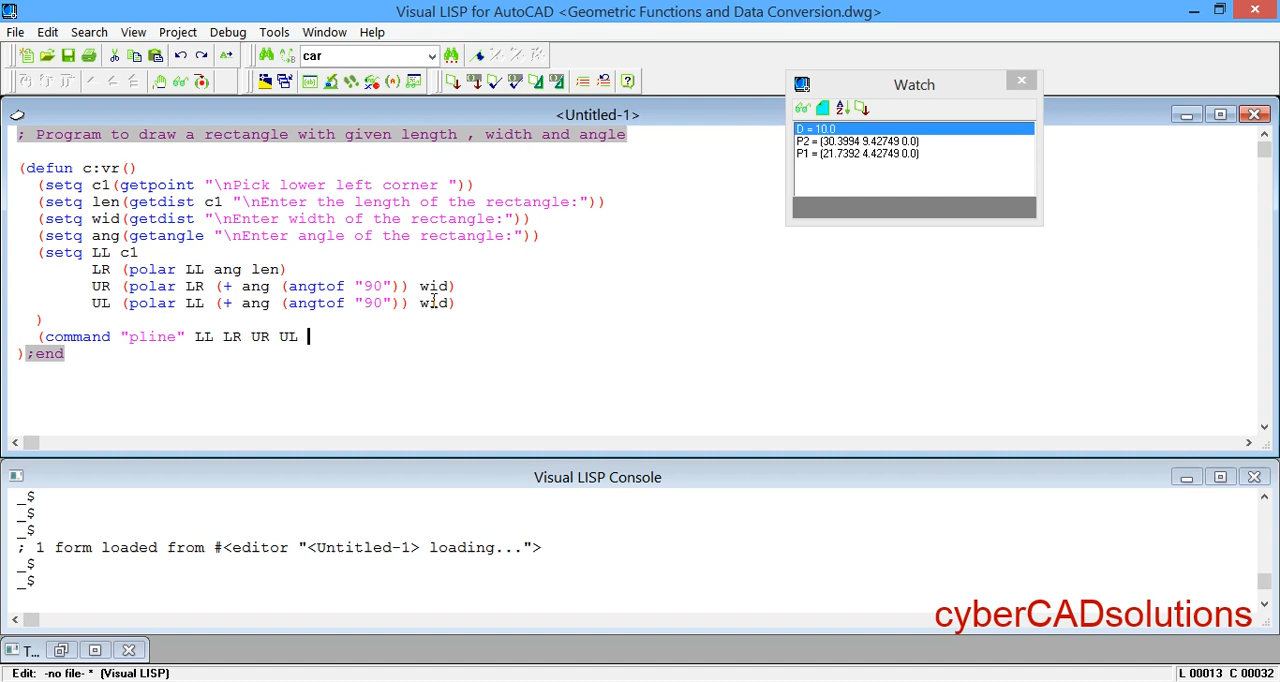 Visual LISP for AutoCAD <Geometric Functions and Data Conversion.dwg>
File Edit Search View Project Debug Tools Window Help
car
Watch
D = 10.0
P2 = (30.3994 9.42749 0.0)
P1 = (21.7392 4.42749 0.0)
<Untitled-1>
; Program to draw a rectangle with given length , width and angle
(defun c:vr()
(setq c1(getpoint "\nPick lower left corner "))
(setq len(getdist c1 "\nEnter the length of the rectangle:"))
(setq wid(getdist "\nEnter width of the rectangle:"))
(setq ang(getangle "\nEnter angle of the rectangle:"))
(setq LL c1
LR (polar LL ang len)
UR (polar LR (+ ang (angtof "90")) wid)
UL (polar LL (+ ang (angtof "90")) wid)
)
(command "pline" LL LR UR UL
);end
Visual LISP Console
_$
_$
_$
; 1 form loaded from #<editor "<Untitled-1> loading...">
_$
_$
cyberCADsolutions
T...
Edit: -no file- * (Visual LISP)
L 00013 C 00032